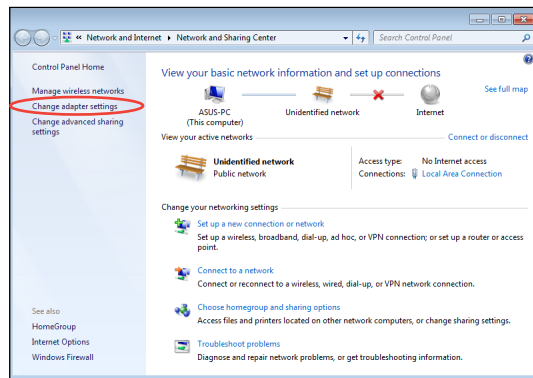 « Network and Internet ▸ Network and Sharing Center
Search Control Panel
Control Panel Home
Manage wireless networks
Change adapter settings
Change advanced sharing
settings
See also
HomeGroup
Internet Options
Windows Firewall
View your basic network information and set up connections
See full map
ASUS-PC
(This computer)
Unidentified network
Internet
View your active networks
Connect or disconnect
Unidentified network
Public network
Access type: No Internet access
Connections: Local Area Connection
Change your networking settings
Set up a new connection or network
Set up a wireless, broadband, dial-up, ad hoc, or VPN connection; or set up a router or access
point.
Connect to a network
Connect or reconnect to a wireless, wired, dial-up, or VPN network connection.
Choose homegroup and sharing options
Access files and printers located on other network computers, or change sharing settings.
Troubleshoot problems
Diagnose and repair network problems, or get troubleshooting information.